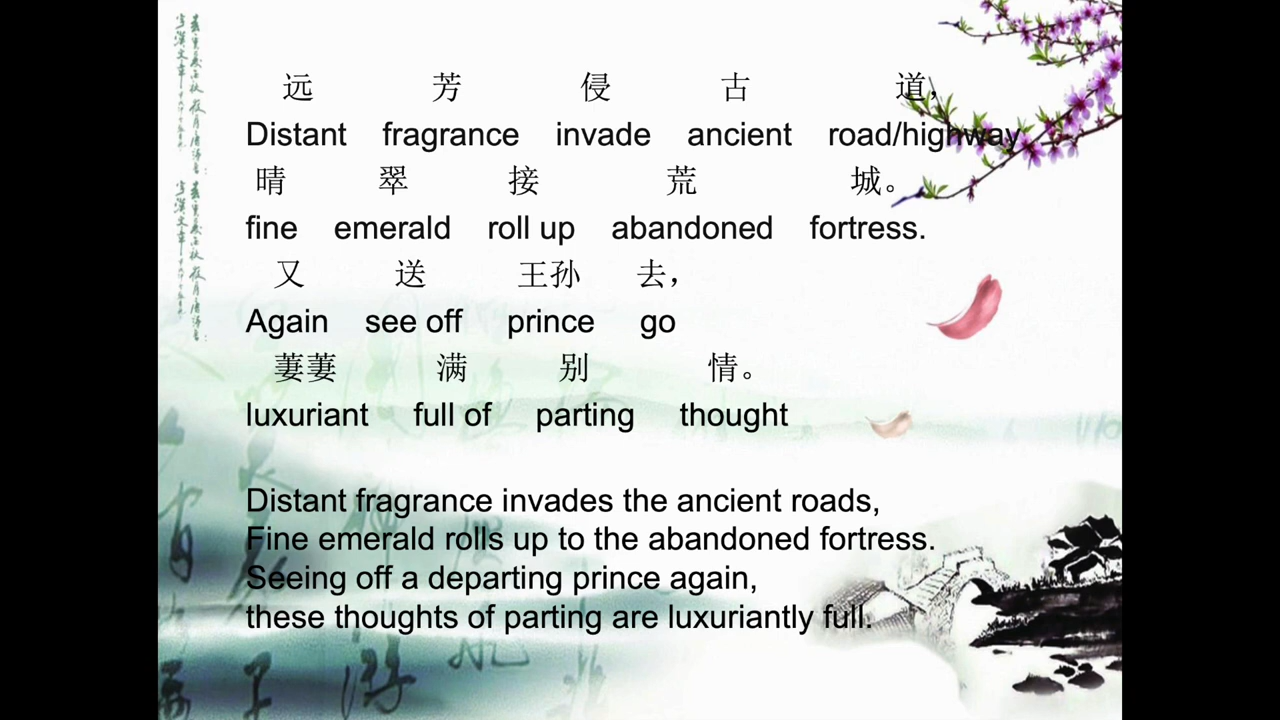 远 芳 侵 古 道，
Distant fragrance invade ancient road/highway
晴 翠 接 荒 城。
fine emerald roll up abandoned fortress.
又 送 王孙 去，
Again see off prince go
萋萋 满 别 情。
luxuriant full of parting thought
Distant fragrance invades the ancient roads,
Fine emerald rolls up to the abandoned fortress.
Seeing off a departing prince again,
these thoughts of parting are luxuriantly full.